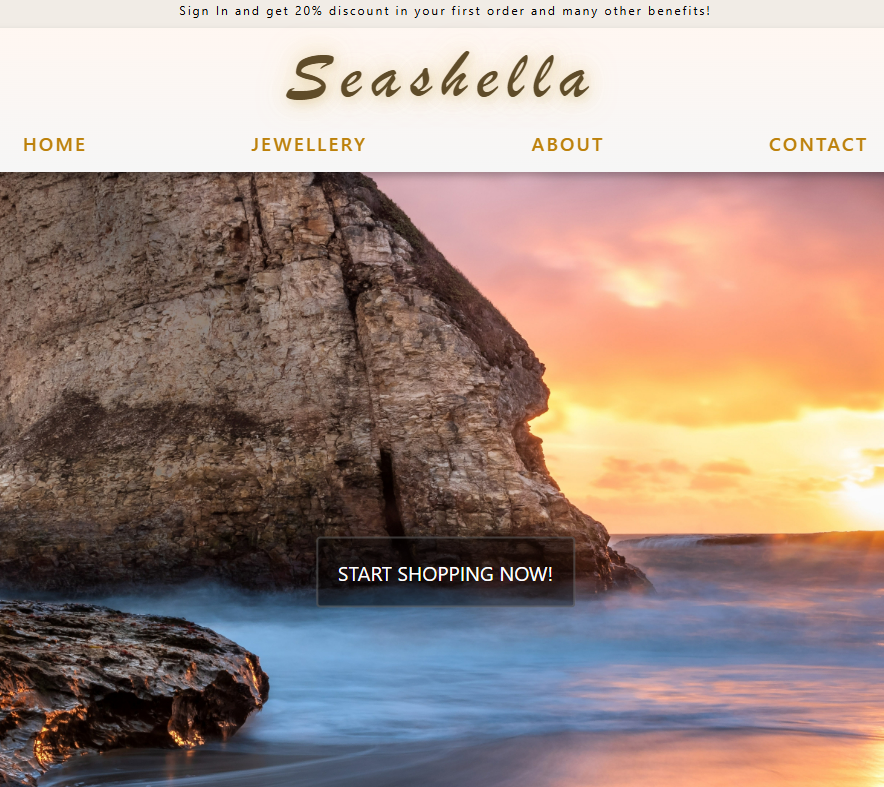 Sign In and get 20% discount in your first order and many other benefits!
Seashella
HOME JEWELLERY ABOUT CONTACT
START SHOPPING NOW!